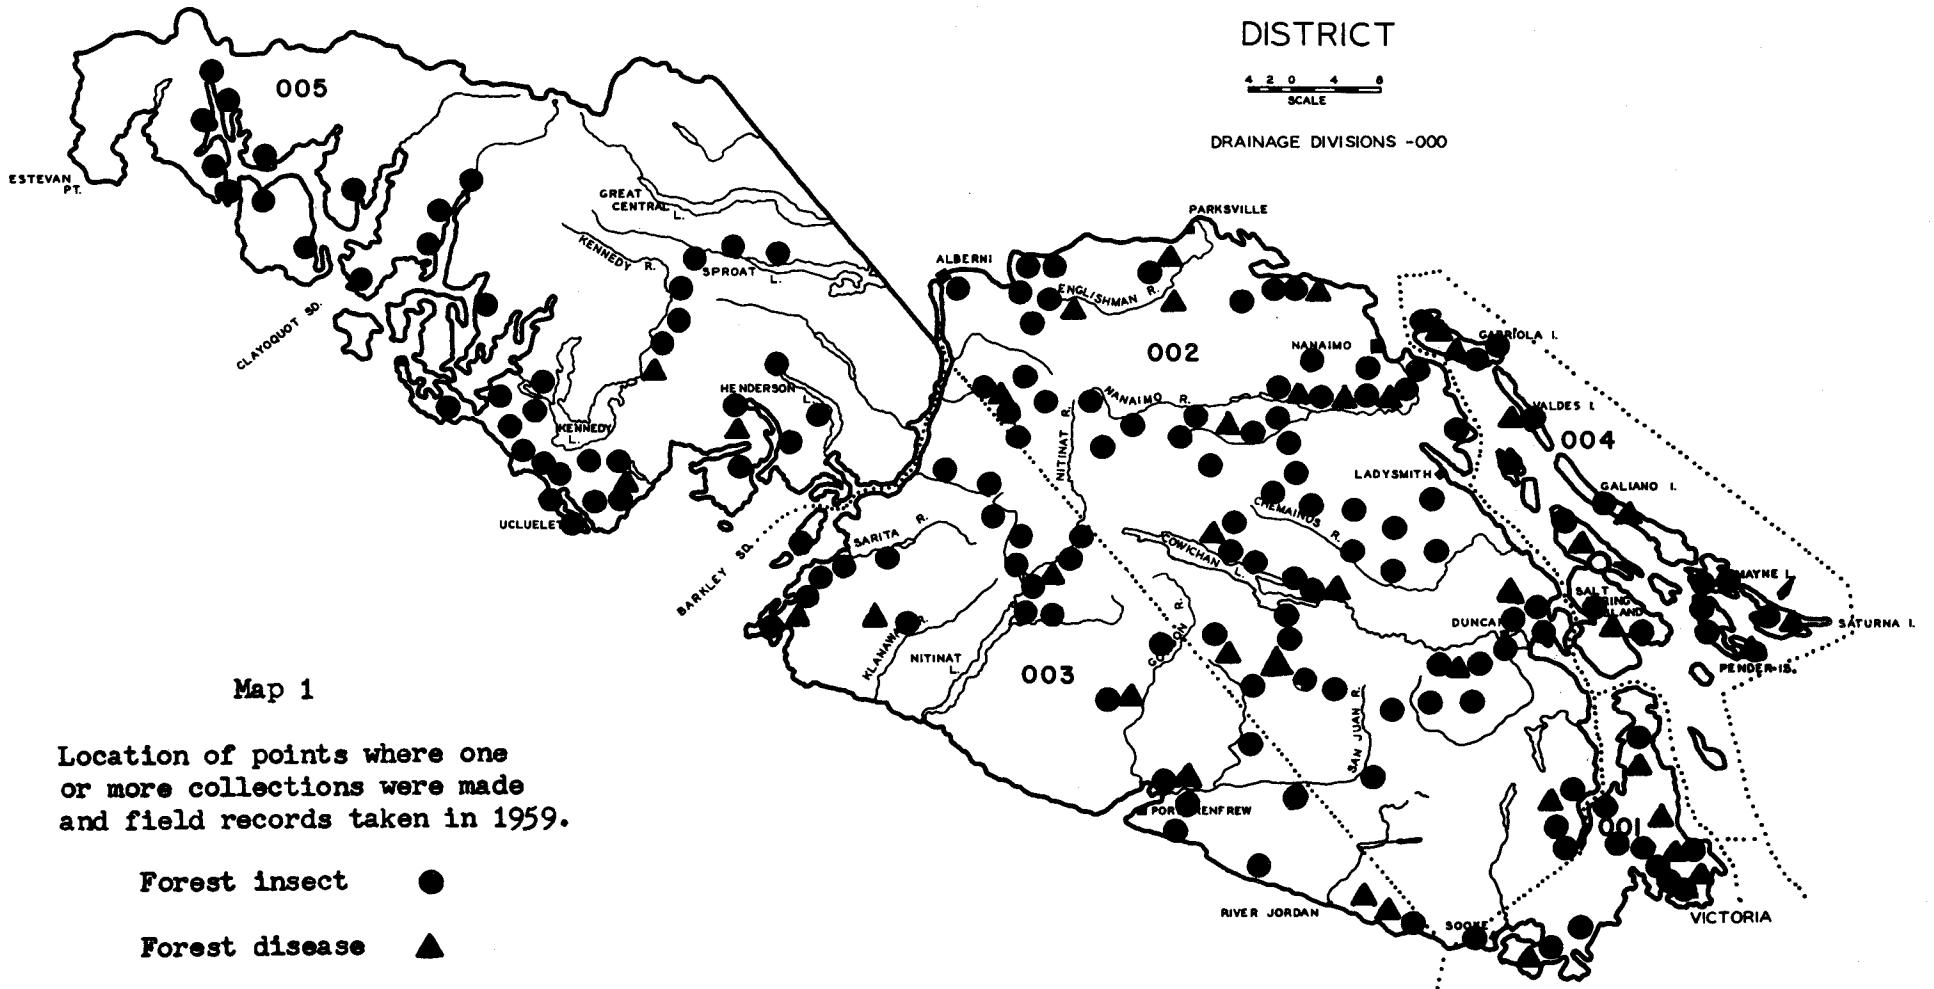 DISTRICT
4 2 0 4 8
SCALE
DRAINAGE DIVISIONS -000
005
ESTEVAN
PT.
GREAT
CENTRAL
L.
PARKSVILLE
KENNEDY R.
SPROAT
L.
ALBERNI
ENGLISHMAN R.
CLAYOQUOT SD.
002
NANAIMO
GABRIOLA I.
HENDERSON
L.
NANAIMO R.
NITINAT R.
VALDES I.
004
KENNEDY
L.
LADYSMITH
GALIANO I.
UCLUELET
CHEMAINUS R.
SARITA R.
COWICHAN L.
BARKLEY SD.
MAYNE I.
SALT
SPRING
ISLAND
KLANAWA R.
GORDON R.
DUNCAN
SATURNA I.
NITINAT
L.
003
PENDER IS.
Map 1
SAN JUAN R.
Location of points where one
or more collections were made
and field records taken in 1959.
PORT RENFREW
001
Forest insect
RIVER JORDAN
SOOKE
VICTORIA
Forest disease